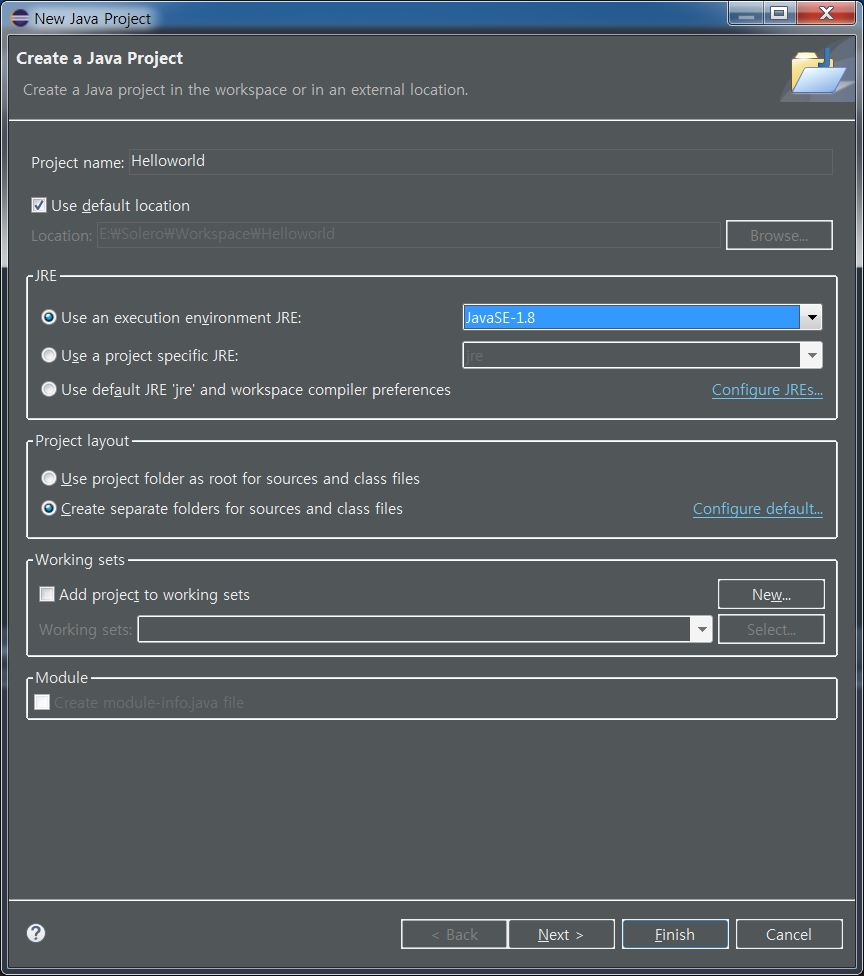 New Java Project
Create a Java Project
Create a Java project in the workspace or in an external location.
Project name: Helloworld
Use default location
Location: E:₩Solero₩Workspace₩Helloworld Browse...
JRE
Use an execution environment JRE: JavaSE-1.8
Use a project specific JRE: jre
Use default JRE 'jre' and workspace compiler preferences Configure JREs...
Project layout
Use project folder as root for sources and class files
Create separate folders for sources and class files Configure default...
Working sets
Add project to working sets New...
Working sets: Select...
Module
Create module-info.java file
? < Back Next > Finish Cancel